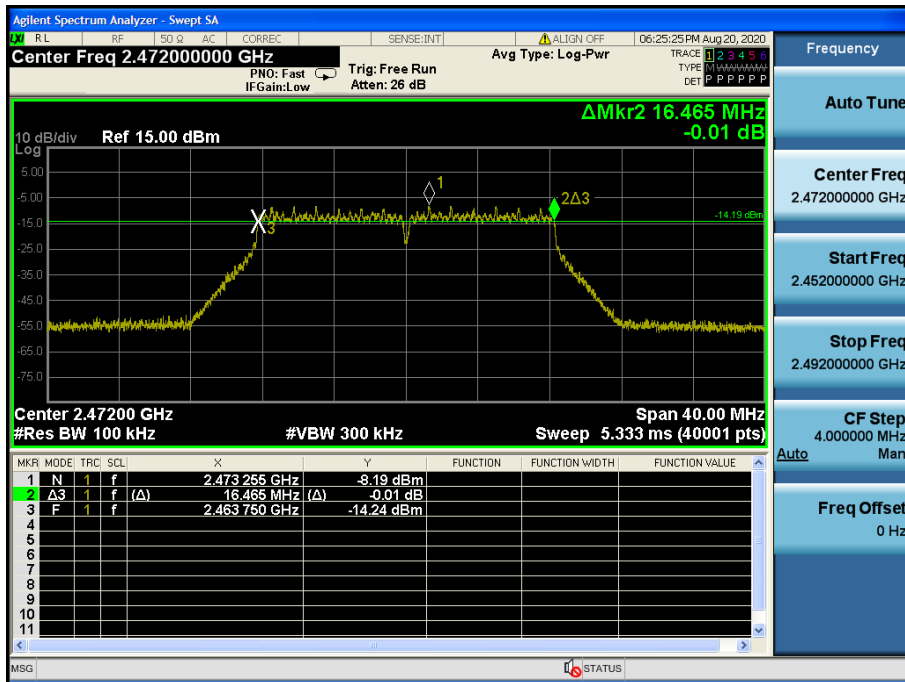 Agilent Spectrum Analyzer - Swept SA
LXI RL RF 50 Ω AC CORREC SENSE:INT ALIGN OFF 06:25:25 PM Aug 20, 2020
Center Freq 2.472000000 GHz
PNO: Fast
IFGain:Low
Trig: Free Run
Atten: 26 dB
Avg Type: Log-Pwr
TRACE 1 2 3 4 5 6
TYPE M WWWWW
DET P P P P P P
ΔMkr2 16.465 MHz
-0.01 dB
10 dB/div Ref 15.00 dBm
Log
5.00
-5.00
-15.0
-25.0
-35.0
-45.0
-55.0
-65.0
-75.0
1
2Δ3
3
-14.19 dBm
Center 2.47200 GHz Span 40.00 MHz
#Res BW 100 kHz #VBW 300 kHz Sweep 5.333 ms (40001 pts)
MKR MODE TRC SCL X Y FUNCTION FUNCTION WIDTH FUNCTION VALUE
1 N 1 f 2.473 255 GHz -8.19 dBm
2 Δ3 1 f (Δ) 16.465 MHz (Δ) -0.01 dB
3 F 1 f 2.463 750 GHz -14.24 dBm
4
5
6
7
8
9
10
11
MSG STATUS
Frequency
Auto Tune
Center Freq
2.472000000 GHz
Start Freq
2.452000000 GHz
Stop Freq
2.492000000 GHz
CF Step
4.000000 MHz
Auto Man
Freq Offset
0 Hz